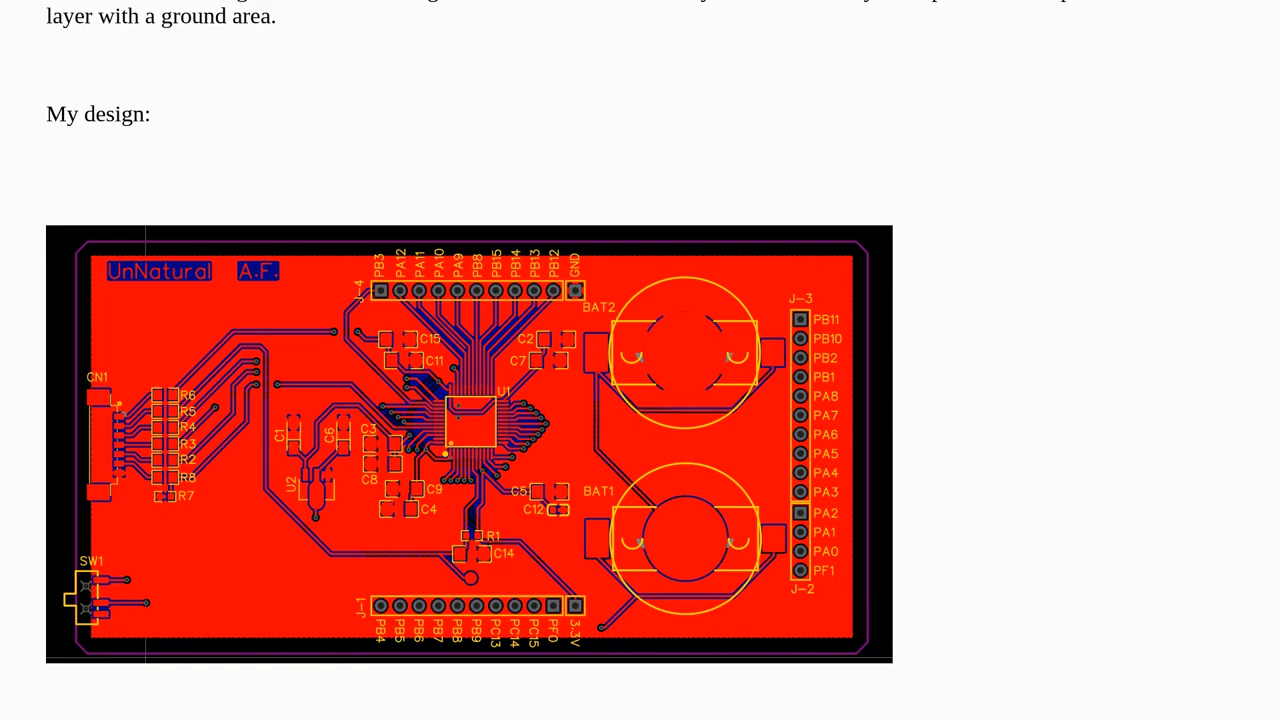 layer with a ground area.
My design:
UnNatural A.F.
PB3 PA12 PA11 PA10 PA9 PB8 PB15 PB14 PB13 PB12 GND
J-4
BAT2
J-3
C15 C2
C11 C7
PB11
PB10
PB2
PB1
PA8
PA7
PA6
PA5
PA4
PA3
PA2
PA1
PA0
PF1
J-2
CN1
U1
R6
R5
R4
R3
R2
R8
R7
C1 C6 C3
C8
U2
C9 C5 BAT1
C4 C12
R1
C14
SW1
J-1
PB4 PB5 PB6 PB7 PB8 PB9 PC13 PC14 PC15 PF0 3.3V